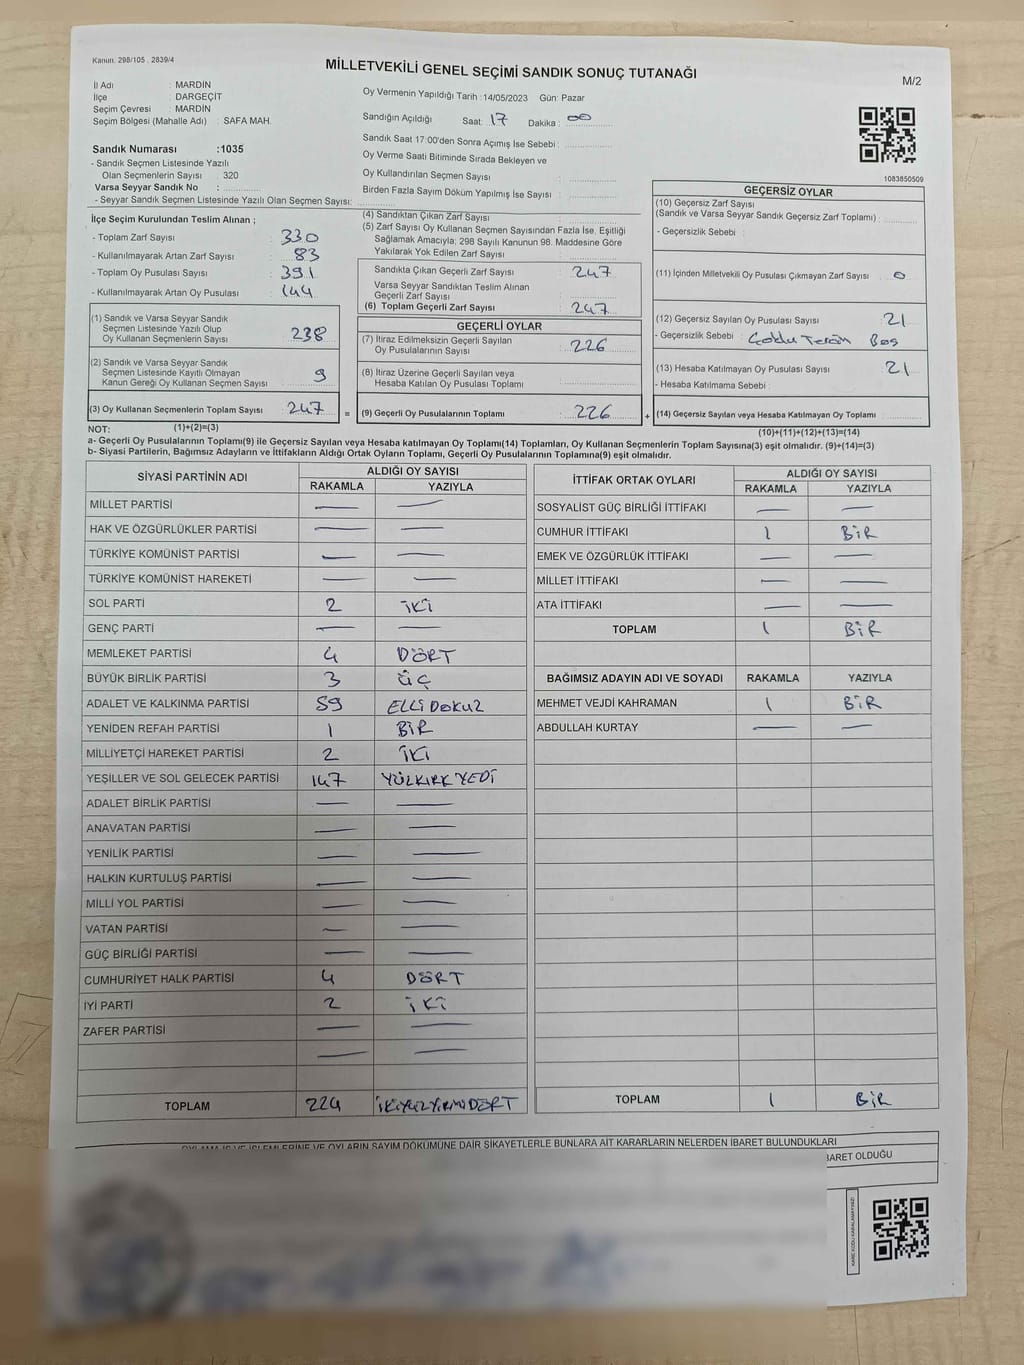 Kanun. 298/105 . 2839/4
MİLLETVEKİLİ GENEL SEÇİMİ SANDIK SONUÇ TUTANAĞI
M/2
İl Adı : MARDİN
İlçe : DARGEÇİT
Seçim Çevresi : MARDİN
Seçim Bölgesi (Mahalle Adı) : SAFA MAH.
Oy Vermenin Yapıldığı Tarih :14/05/2023 Gün: Pazar
Sandığın Açıldığı Saat: 17 Dakika : 00
Sandık Saat 17:00'den Sonra Açımış İse Sebebi :
Oy Verme Saati Bitiminde Sırada Bekleyen ve
Oy Kullandırılan Seçmen Sayısı :
Birden Fazla Sayım Döküm Yapılmış İse Sayısı :
Sandık Numarası :1035
- Sandık Seçmen Listesinde Yazılı
Olan Seçmenlerin Sayısı : 320
Varsa Seyyar Sandık No :
- Seyyar Sandık Seçmen Listesinde Yazılı Olan Seçmen Sayısı:
1083850509
İlçe Seçim Kurulundan Teslim Alınan ;
- Toplam Zarf Sayısı : 330
- Kullanılmayarak Artan Zarf Sayısı : 83
- Toplam Oy Pusulası Sayısı : 391
- Kullanılmayarak Artan Oy Pusulası : 144
(4) Sandıktan Çıkan Zarf Sayısı :
(5) Zarf Sayısı Oy Kullanan Seçmen Sayısından Fazla İse, Eşitliği
Sağlamak Amacıyla; 298 Sayılı Kanunun 98. Maddesine Göre
Yakılarak Yok Edilen Zarf Sayısı :
Sandıkta Çıkan Geçerli Zarf Sayısı : 247
Varsa Seyyar Sandıktan Teslim Alınan
Geçerli Zarf Sayısı :
(6) Toplam Geçerli Zarf Sayısı : 247
GEÇERSİZ OYLAR
(10) Geçersiz Zarf Sayısı
(Sandık ve Varsa Seyyar Sandık Geçersiz Zarf Toplamı) :
- Geçersizlik Sebebi :
(11) İçinden Milletvekili Oy Pusulası Çıkmayan Zarf Sayısı : 0
(12) Geçersiz Sayılan Oy Pusulası Sayısı : 21
- Geçersizlik Sebebi : Boş
(13) Hesaba Katılmayan Oy Pusulası Sayısı : 21
- Hesaba Katılmama Sebebi :
(14) Geçersiz Sayılan veya Hesaba Katılmayan Oy Toplamı :
(10)+(11)+(12)+(13)=(14)
(1) Sandık ve Varsa Seyyar Sandık
Seçmen Listesinde Yazılı Olup
Oy Kullanan Seçmenlerin Sayısı : 238
(2) Sandık ve Varsa Seyyar Sandık
Seçmen Listesinde Kayıtlı Olmayan
Kanun Gereği Oy Kullanan Seçmen Sayısı : 9
(3) Oy Kullanan Seçmenlerin Toplam Sayısı : 247 =
GEÇERLİ OYLAR
(7) İtiraz Edilmeksizin Geçerli Sayılan
Oy Pusulalarının Sayısı : 226
(8) İtiraz Üzerine Geçerli Sayılan veya
Hesaba Katılan Oy Pusulası Toplamı :
(9) Geçerli Oy Pusulalarının Toplamı : 226 +
NOT: (1)+(2)=(3)
a- Geçerli Oy Pusulalarının Toplamı(9) ile Geçersiz Sayılan veya Hesaba katılmayan Oy Toplamı(14) Toplamları, Oy Kullanan Seçmenlerin Toplam Sayısına(3) eşit olmalıdır. (9)+(14)=(3)
b- Siyasi Partilerin, Bağımsız Adayların ve İttifakların Aldığı Ortak Oyların Toplamı, Geçerli Oy Pusulalarının Toplamına(9) eşit olmalıdır.
SİYASİ PARTİNİN ADI ALDIĞI OY SAYISI
RAKAMLA YAZIYLA
MİLLET PARTİSİ — —
HAK VE ÖZGÜRLÜKLER PARTİSİ — —
TÜRKİYE KOMÜNİST PARTİSİ — —
TÜRKİYE KOMÜNİST HAREKETİ — —
SOL PARTİ 2 İKİ
GENÇ PARTİ — —
MEMLEKET PARTİSİ 4 DÖRT
BÜYÜK BİRLİK PARTİSİ 3 ÜÇ
ADALET VE KALKINMA PARTİSİ 59 ELLİ DOKUZ
YENİDEN REFAH PARTİSİ 1 BİR
MİLLİYETÇİ HAREKET PARTİSİ 2 İKİ
YEŞİLLER VE SOL GELECEK PARTİSİ 147 YÜZKIRK YEDİ
ADALET BİRLİK PARTİSİ — —
ANAVATAN PARTİSİ — —
YENİLİK PARTİSİ — —
HALKIN KURTULUŞ PARTİSİ — —
MİLLİ YOL PARTİSİ — —
VATAN PARTİSİ — —
GÜÇ BİRLİĞİ PARTİSİ — —
CUMHURİYET HALK PARTİSİ 4 DÖRT
İYİ PARTİ 2 İKİ
ZAFER PARTİSİ — —
— —
TOPLAM 224 İKİYÜZYİRMİDÖRT
İTTİFAK ORTAK OYLARI ALDIĞI OY SAYISI
RAKAMLA YAZIYLA
SOSYALİST GÜÇ BİRLİĞİ İTTİFAKI — —
CUMHUR İTTİFAKI 1 BİR
EMEK VE ÖZGÜRLÜK İTTİFAKI — —
MİLLET İTTİFAKI — —
ATA İTTİFAKI — —
TOPLAM 1 BİR
BAĞIMSIZ ADAYIN ADI VE SOYADI RAKAMLA YAZIYLA
MEHMET VEJDİ KAHRAMAN 1 BİR
ABDULLAH KURTAY — —
TOPLAM 1 BİR
OYLAMA İŞ VE İŞLEMLERİNE VE OYLARIN SAYIM DÖKÜMÜNE DAİR ŞİKAYETLERLE BUNLARA AİT KARARLARIN NELERDEN İBARET BULUNDUKLARI
BARET OLDUĞU